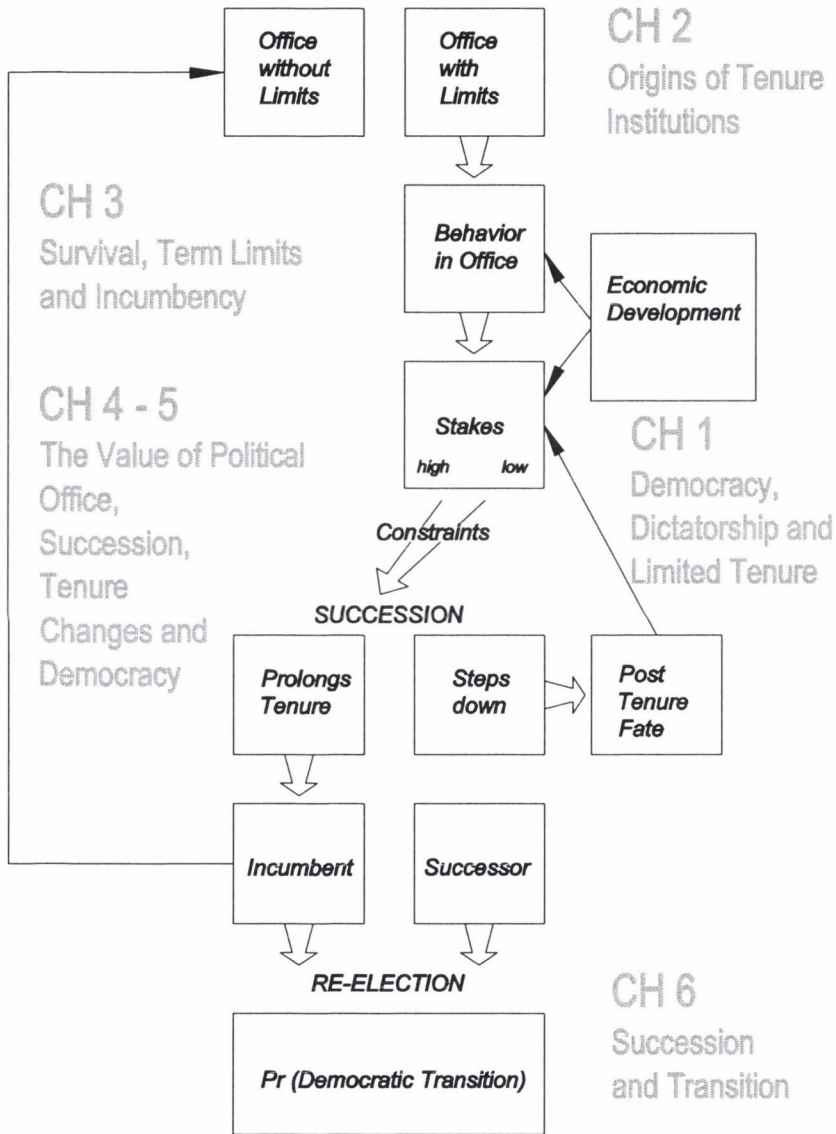 Office
without
Limits
Office
with
Limits
CH 2
Origins of Tenure
Institutions
CH 3
Survival, Term Limits
and Incumbency
Behavior
in Office
Economic
Development
CH 4 - 5
The Value of Political
Office,
Succession,
Tenure
Changes and
Democracy
Stakes
high low
CH 1
Democracy,
Dictatorship and
Limited Tenure
Constraints
SUCCESSION
Prolongs
Tenure
Steps
down
Post
Tenure
Fate
Incumbent
Successor
RE-ELECTION
CH 6
Succession
and Transition
Pr (Democratic Transition)